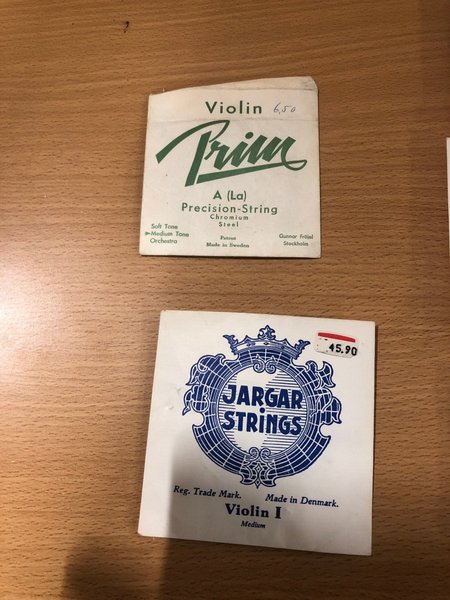 Violin 6,50
Prim
A (La)
Precision-String
Chromium
Steel
Soft Tone
Medium Tone
Orchestra
Patent
Made in Sweden
Gunnar Fröjel
Stockholm
45.90
JARGAR
STRINGS
Reg. Trade Mark. Made in Denmark.
Violin I
Medium